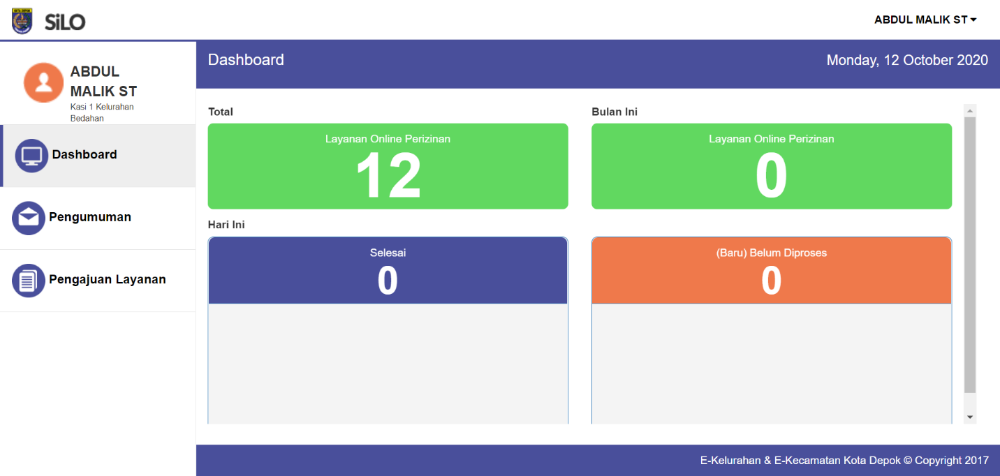 KOTA DEPOK
SiLO
ABDUL MALIK ST
ABDUL
MALIK ST
Kasi 1 Kelurahan
Bedahan
Dashboard
Pengumuman
Pengajuan Layanan
Dashboard
Monday, 12 October 2020
Total
Layanan Online Perizinan
12
Bulan Ini
Layanan Online Perizinan
0
Hari Ini
Selesai
0
(Baru) Belum Diproses
0
E-Kelurahan & E-Kecamatan Kota Depok © Copyright 2017